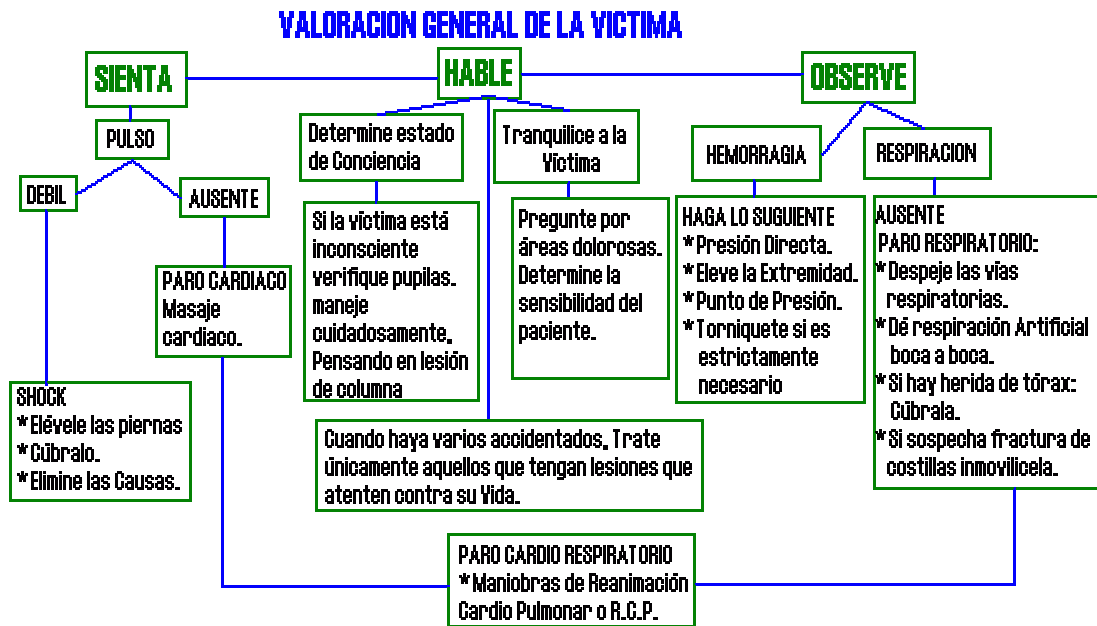 VALORACION GENERAL DE LA VICTIMA
SIENTA
HABLE
OBSERVE
PULSO
DEBIL
AUSENTE
PARO CARDIACO
Masaje
cardiaco.
SHOCK
*Elévele las piernas
*Cúbralo.
*Elimine las Causas.
Determine estado
de Conciencia
Si la víctima está
inconsciente
verifique pupilas.
maneje
cuidadosamente.
Pensando en lesión
de columna
Tranquilice a la
Víctima
Pregunte por
áreas dolorosas.
Determine la
sensibilidad del
paciente.
Cuando haya varios accidentados. Trate
únicamente aquellos que tengan lesiones que
atenten contra su Vida.
HEMORRAGIA
HAGA LO SUGUIENTE
*Presión Directa.
*Eleve la Extremidad.
*Punto de Presión.
*Torniquete si es
estrictamente
necesario
RESPIRACION
AUSENTE
PARO RESPIRATORIO:
*Despeje las vías
respiratorias.
*Dé respiración Artificial
boca a boca.
*Si hay herida de tórax:
Cúbrala.
*Si sospecha fractura de
costillas inmovilicela.
PARO CARDIO RESPIRATORIO
*Maniobras de Reanimación
Cardio Pulmonar o R.C.P.